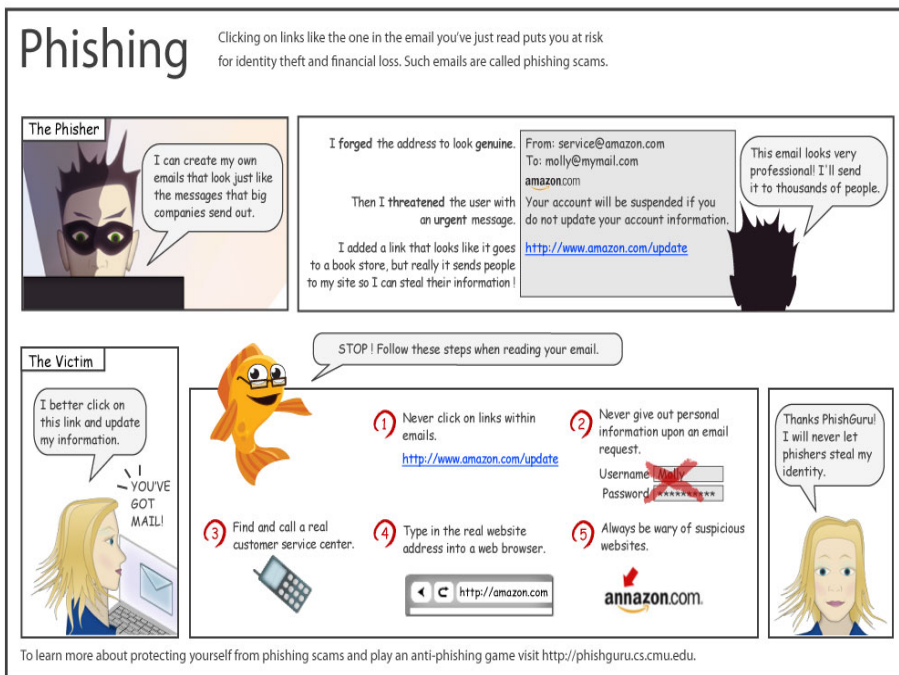 Phishing
Clicking on links like the one in the email you've just read puts you at risk
for identity theft and financial loss. Such emails are called phishing scams.
The Phisher
I can create my own
emails that look just like
the messages that big
companies send out.
I forged the address to look genuine.
From: service@amazon.com
To: molly@mymail.com
amazon.com
Then I threatened the user with
an urgent message.
Your account will be suspended if you
do not update your account information.
I added a link that looks like it goes
to a book store, but really it sends people
to my site so I can steal their information !
http://www.amazon.com/update
This email looks very
professional! I'll send
it to thousands of people.
The Victim
I better click on
this link and update
my information.
YOU'VE
GOT
MAIL!
STOP ! Follow these steps when reading your email.
1 Never click on links within
emails.
http://www.amazon.com/update
2 Never give out personal
information upon an email
request.
Username Molly
Password **********
3 Find and call a real
customer service center.
4 Type in the real website
address into a web browser.
http://amazon.com
5 Always be wary of suspicious
websites.
annazon.com.
Thanks PhishGuru!
I will never let
phishers steal my
identity.
To learn more about protecting yourself from phishing scams and play an anti-phishing game visit http://phishguru.cs.cmu.edu.